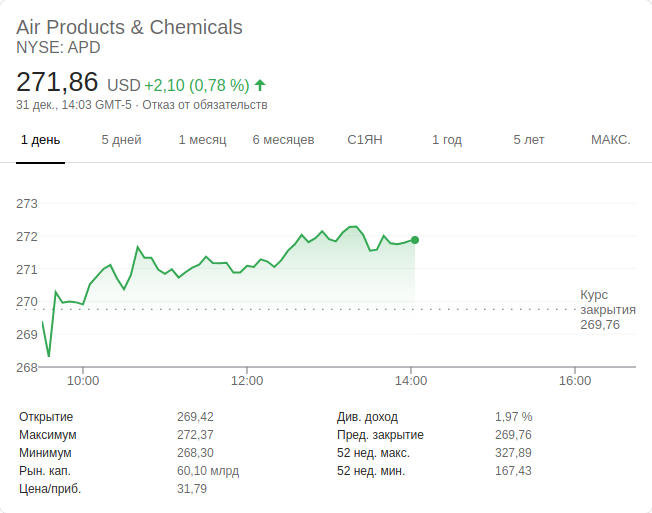 Air Products & Chemicals
NYSE: APD
271,86 USD +2,10 (0,78 %)
31 дек., 14:03 GMT-5 · Отказ от обязательств
1 день 5 дней 1 месяц 6 месяцев С1ЯН 1 год 5 лет МАКС.
273
272
271
270
269
268
Курс
закрытия
269,76
10:00 12:00 14:00 16:00
Открытие 269,42 Див. доход 1,97 %
Максимум 272,37 Пред. закрытие 269,76
Минимум 268,30 52 нед. макс. 327,89
Рын. кап. 60,10 млрд 52 нед. мин. 167,43
Цена/приб. 31,79